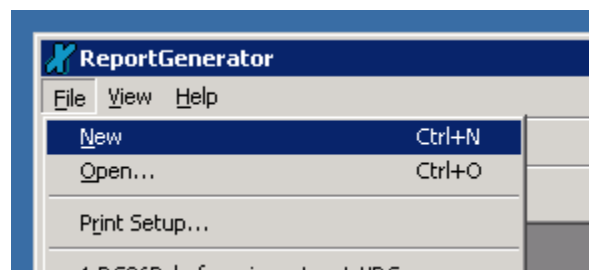 ReportGenerator
File View Help
New Ctrl+N
Open... Ctrl+O
Print Setup...